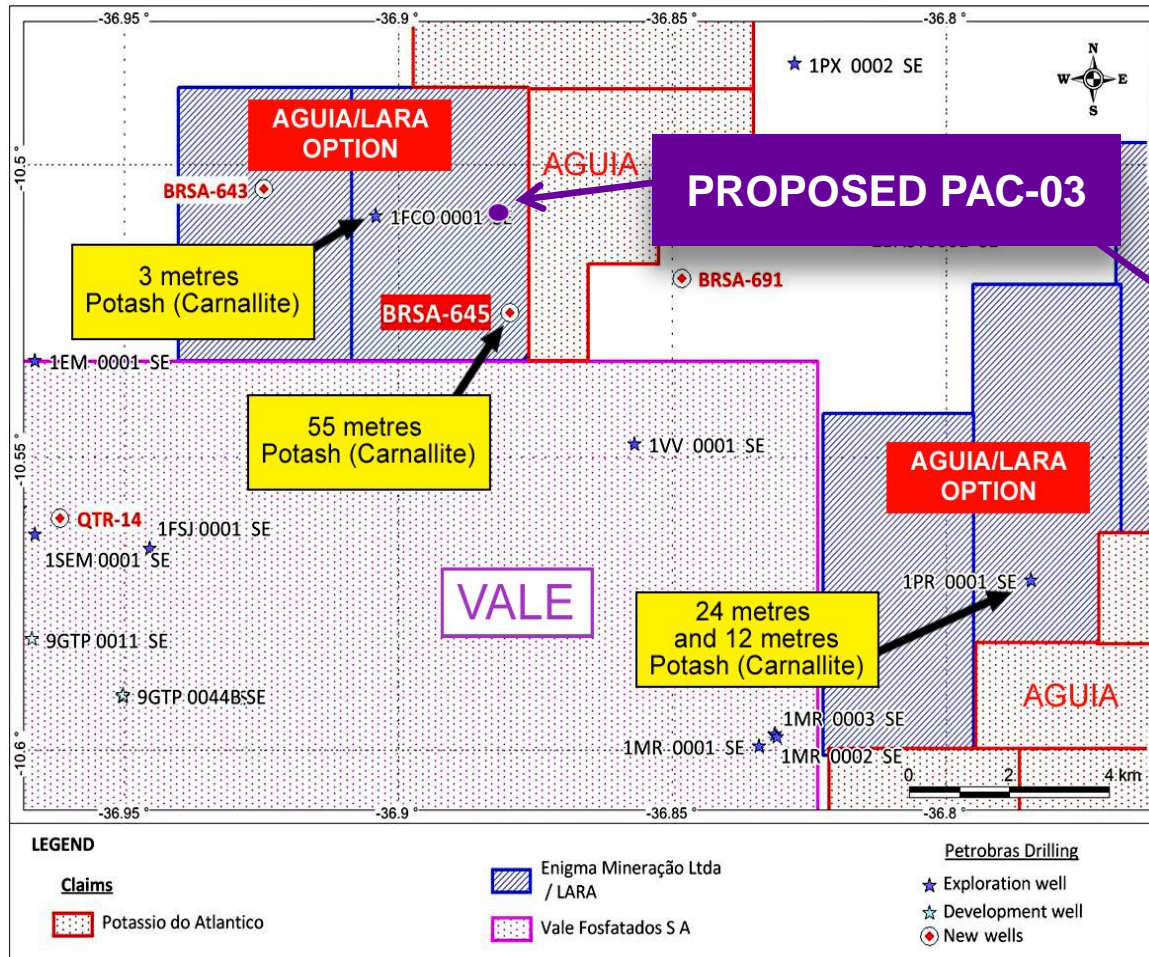 -36.95 °
-36.9 °
-36.85 °
-36.8 °
1PX 0002 SE
N
W
E
S
AGUIA/LARA
OPTION
AGUIA
PROPOSED PAC-03
-10.5
BRSA-643
1FCO 0001 SE
3 metres
Potash (Carnallite)
BRSA-645
BRSA-691
1EM 0001 SE
55 metres
Potash (Carnallite)
1VV 0001 SE
-10.55
AGUIA/LARA
OPTION
QTR-14
1FSJ 0001 SE
1SEM 0001 SE
VALE
1PR 0001 SE
24 metres
and 12 metres
Potash (Carnallite)
9GTP 0011 SE
9GTP 0044B SE
AGUIA
1MR 0003 SE
1MR 0001 SE
1MR 0002 SE
-10.6
0 2 4 km
-36.95 °
-36.9 °
-36.85 °
-36.8 °
LEGEND
Claims
Potassio do Atlantico
Enigma Mineração Ltda
/ LARA
Vale Fosfatados S A
Petrobras Drilling
Exploration well
Development well
New wells